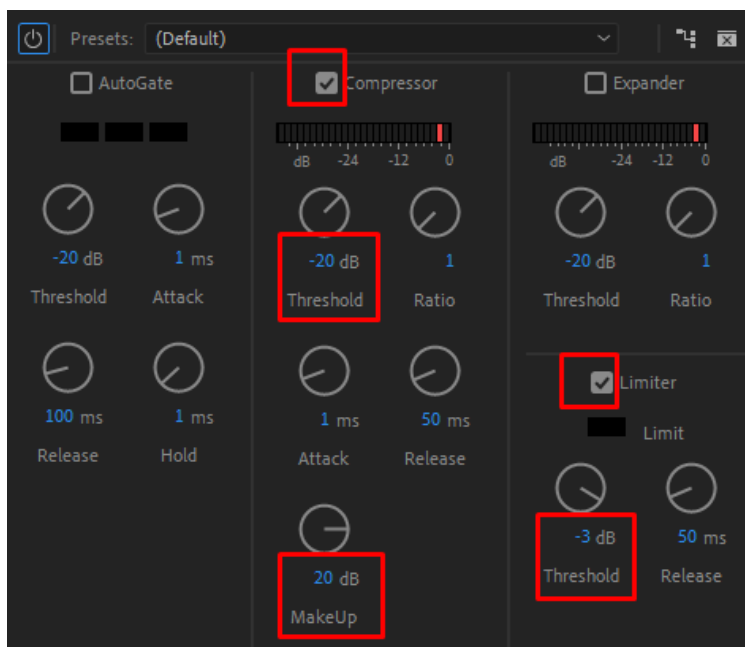 Presets: (Default)
AutoGate
-20 dB 1 ms
Threshold Attack
100 ms 1 ms
Release Hold
Compressor
dB -24 -12 0
-20 dB 1
Threshold Ratio
1 ms 50 ms
Attack Release
20 dB
MakeUp
Expander
dB -24 -12 0
-20 dB 1
Threshold Ratio
Limiter
Limit
-3 dB 50 ms
Threshold Release